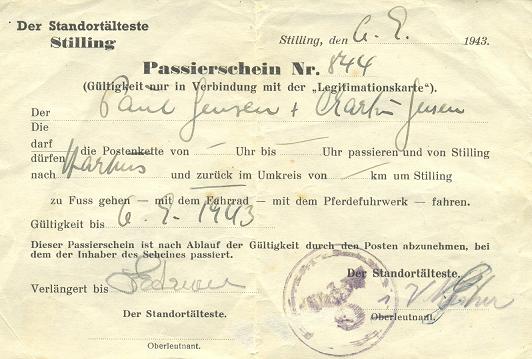 Der Standortälteste
Stilling
Stilling, den 6. 9. 1943.
Passierschein Nr. 844
(Gültigkeit nur in Verbindung mit der „Legitimationskarte“).
Der Paul Jensen + Martin Jensen
Die
darf
dürfen die Postenkette von — Uhr bis — Uhr passieren und von Stilling
nach Aarhus und zurück im Umkreis von — km um Stilling
zu Fuss gehen — mit dem Fahrrad — mit dem Pferdefuhrwerk — fahren.
Gültigkeit bis 6. 9. 1943
Dieser Passierschein ist nach Ablauf der Gültigkeit durch den Posten abzunehmen, bei
dem der Inhaber des Scheines passiert.
Der Standortälteste.
Verlängert bis
Der Standortälteste.
Oberleutnant.
Oberleutnant.